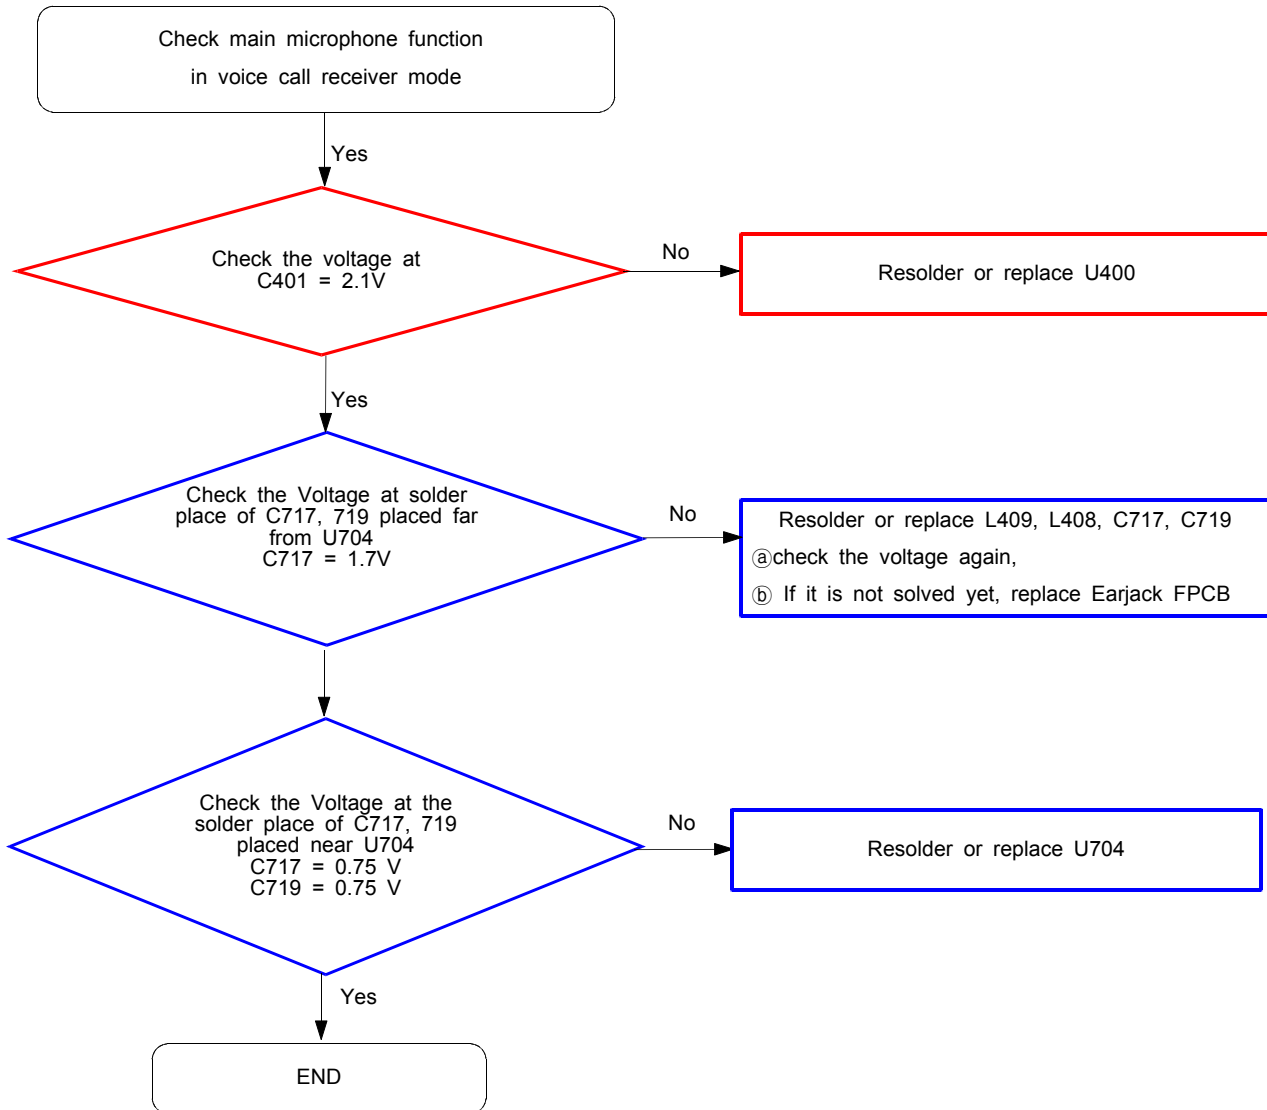 Check main microphone function
in voice call receiver mode
Yes
Check the voltage at
C401 = 2.1V
No
Resolder or replace U400
Yes
Check the Voltage at solder
place of C717, 719 placed far
from U704
C717 = 1.7V
No
Resolder or replace L409, L408, C717, C719
ⓐcheck the voltage again,
ⓑ If it is not solved yet, replace Earjack FPCB
Check the Voltage at the
solder place of C717, 719
placed near U704
C717 = 0.75 V
C719 = 0.75 V
No
Resolder or replace U704
Yes
END